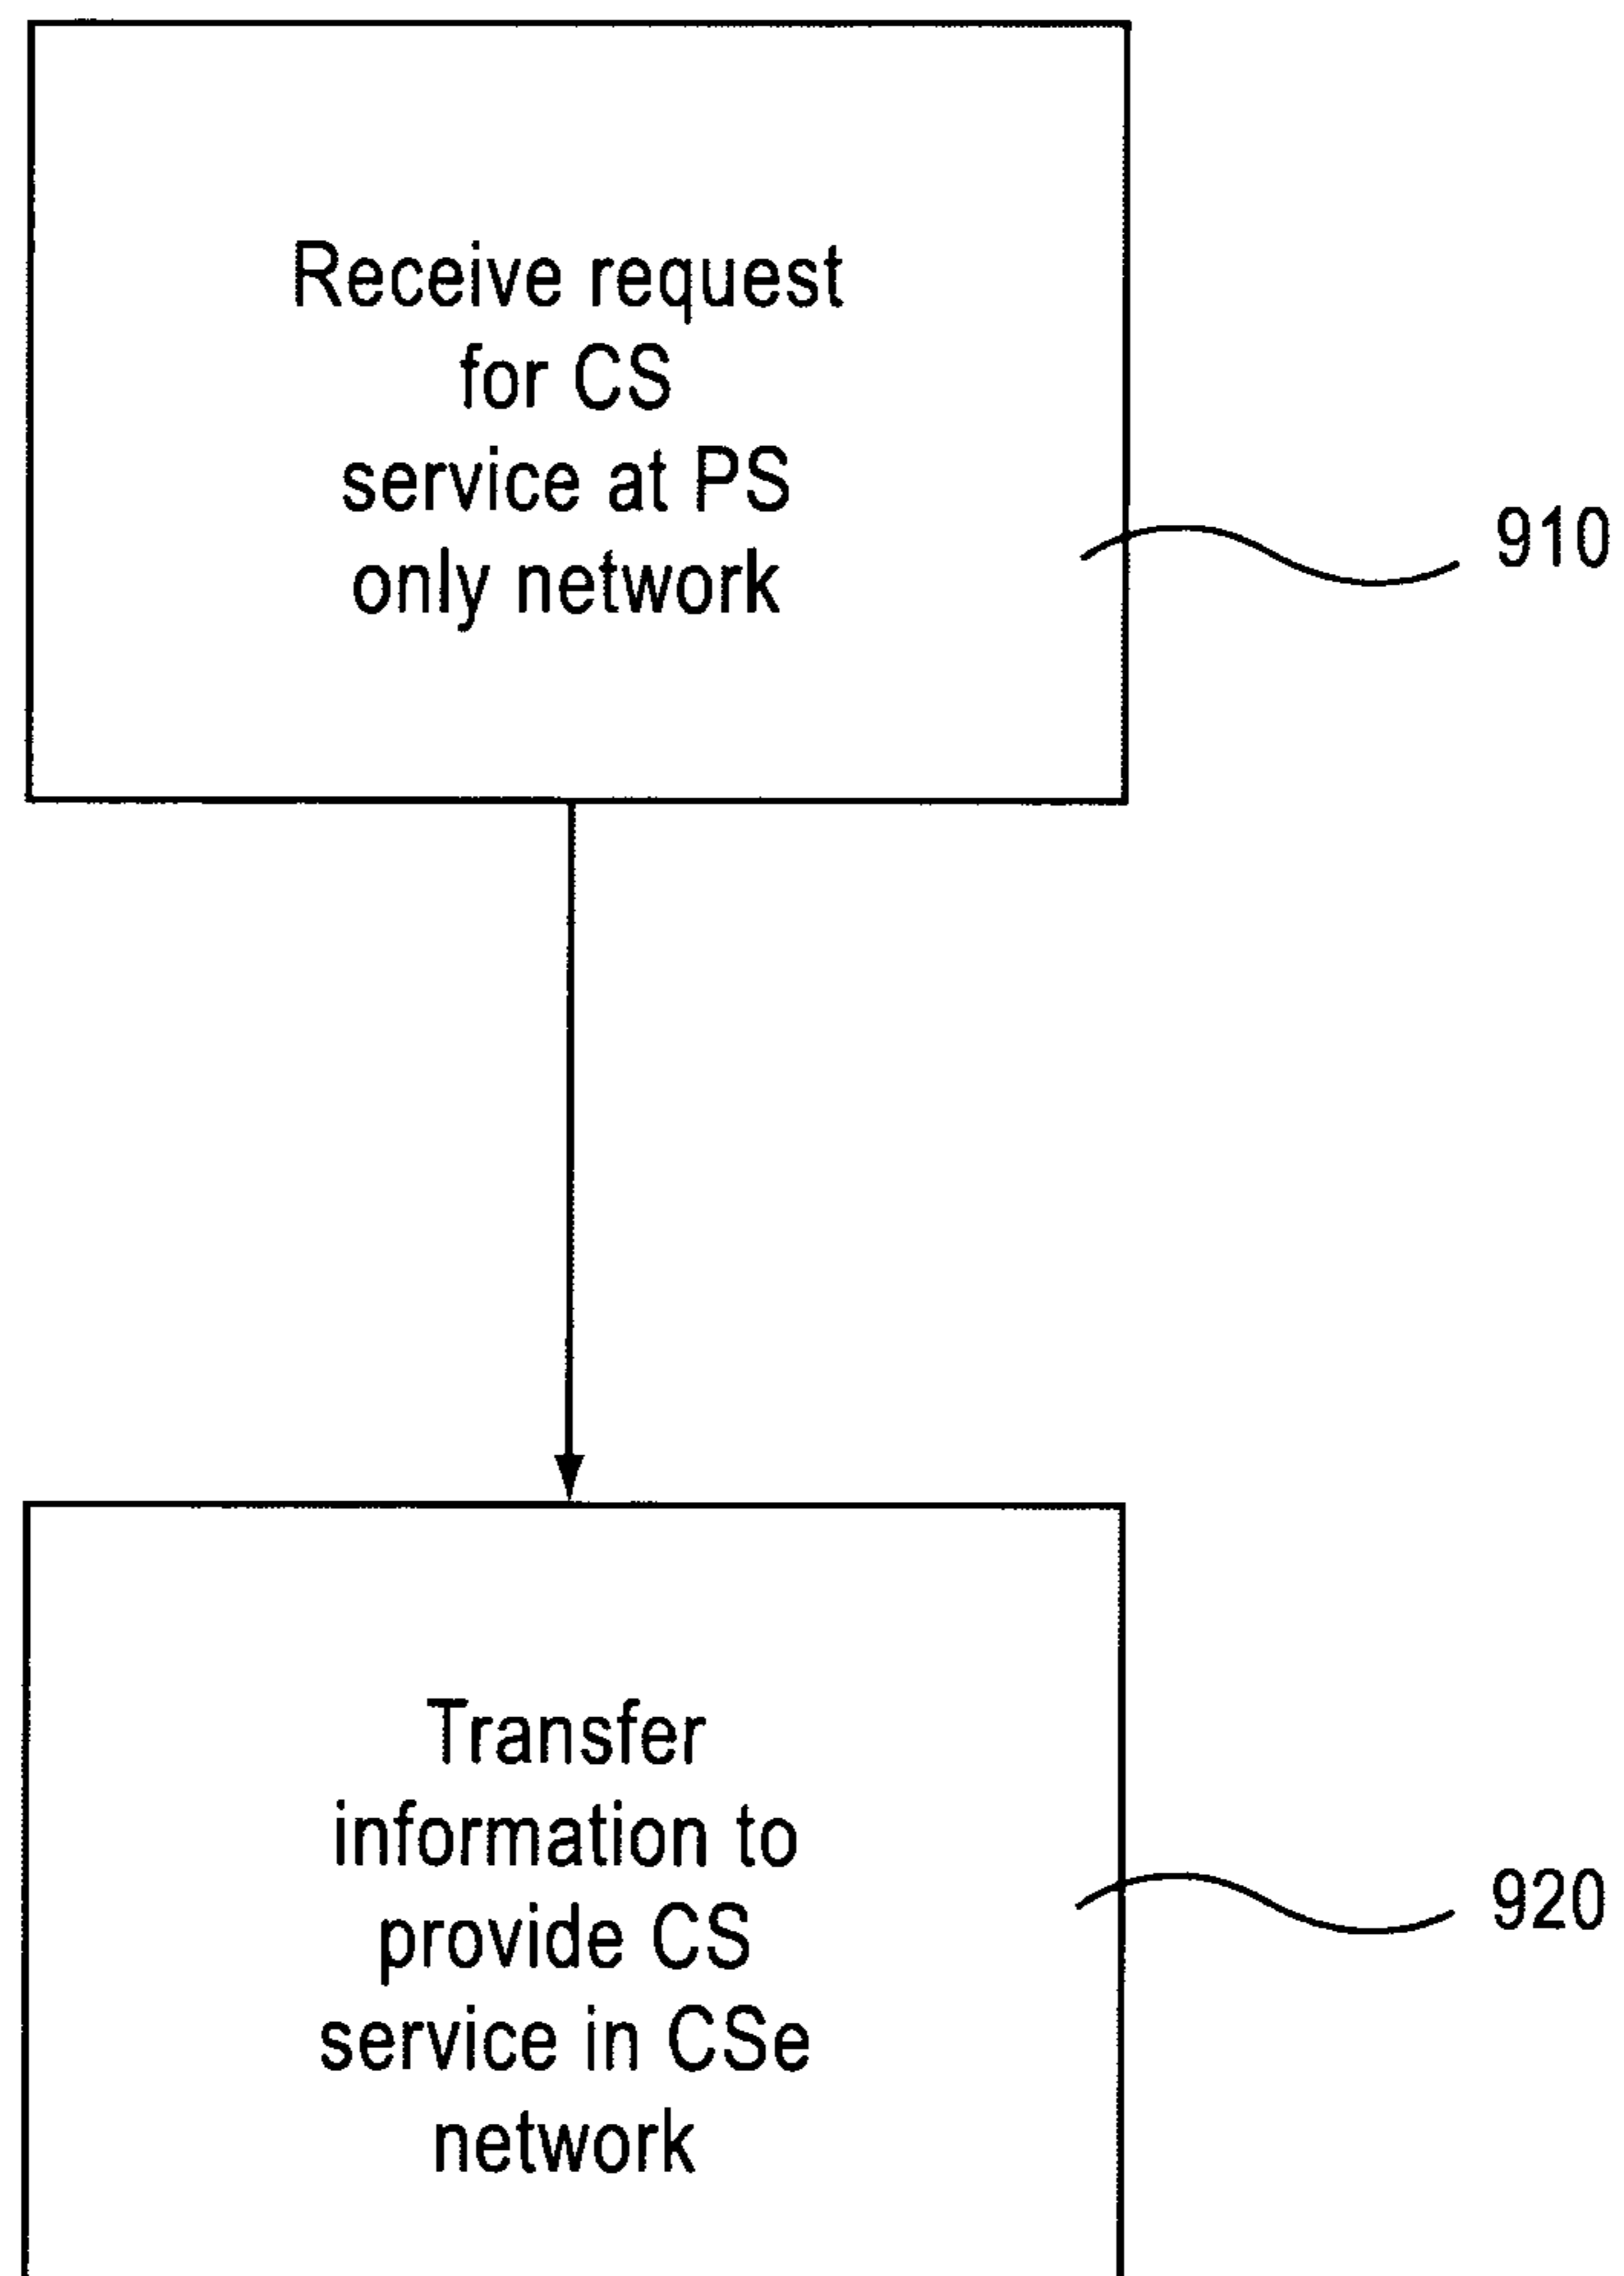 Receive request
for CS
service at PS
only network
910
Transfer
information to
provide CS
service in CSe
network
920